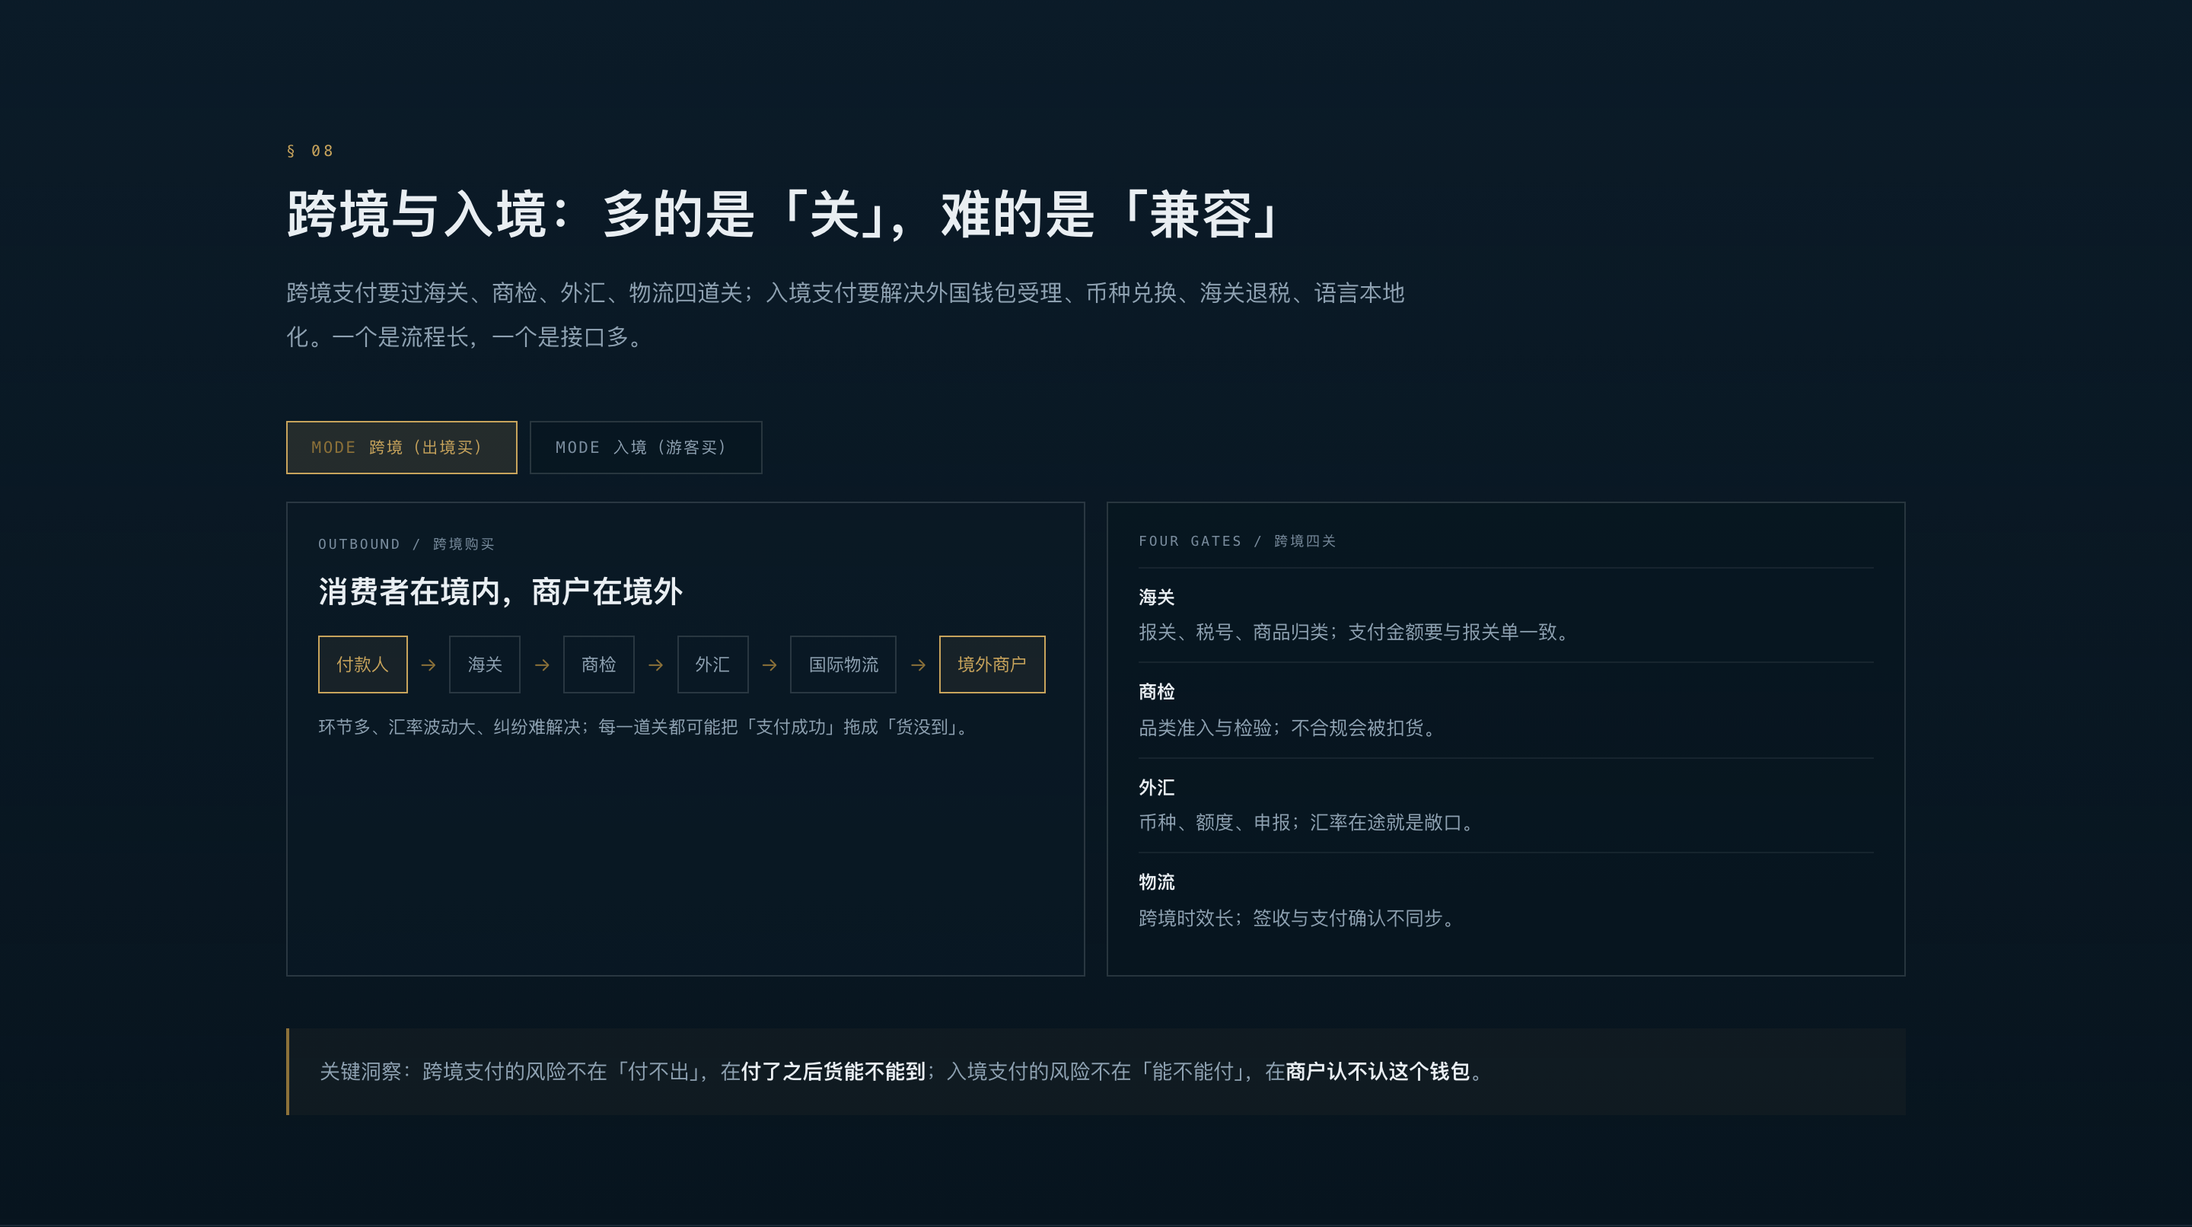 § 08
跨境与入境：多的是「关」，难的是「兼容」
跨境支付要过海关、商检、外汇、物流四道关；入境支付要解决外国钱包受理、币种兑换、海关退税、语言本地
化。一个是流程长，一个是接口多。
MODE 跨境（出境买）
MODE 入境（游客买）
OUTBOUND / 跨境购买
消费者在境内，商户在境外
付款人 → 海关 → 商检 → 外汇 → 国际物流 → 境外商户
环节多、汇率波动大、纠纷难解决；每一道关都可能把「支付成功」拖成「货没到」。
FOUR GATES / 跨境四关
海关
报关、税号、商品归类；支付金额要与报关单一致。
商检
品类准入与检验；不合规会被扣货。
外汇
币种、额度、申报；汇率在途就是敞口。
物流
跨境时效长；签收与支付确认不同步。
关键洞察：跨境支付的风险不在「付不出」，在付了之后货能不能到；入境支付的风险不在「能不能付」，在商户认不认这个钱包。